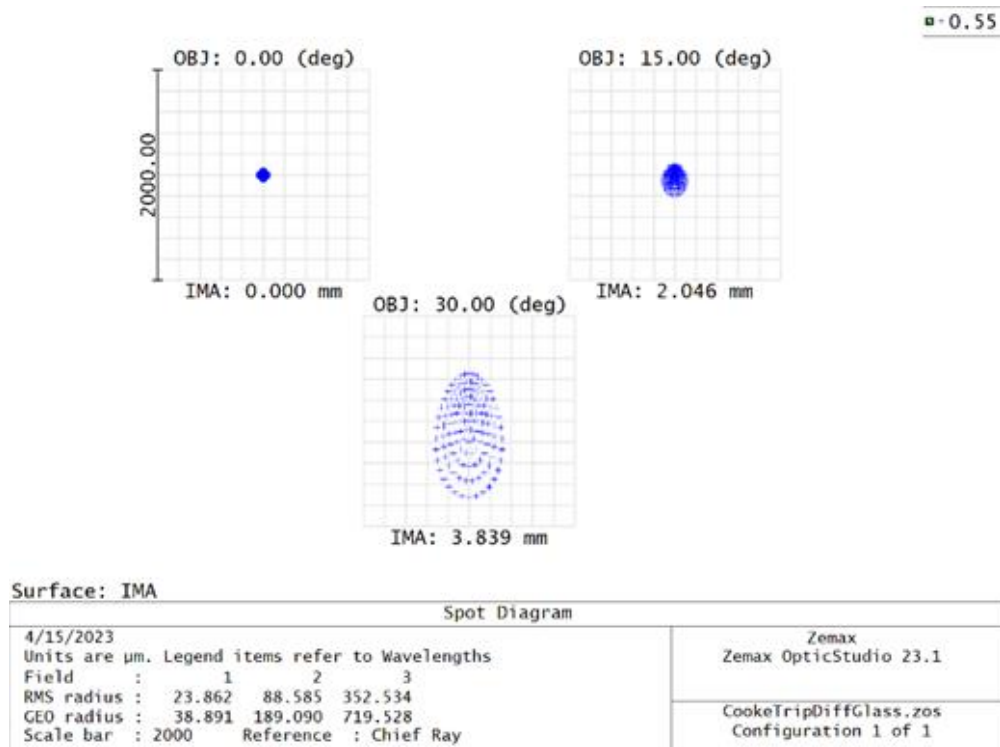 0.55
OBJ: 0.00 (deg)
OBJ: 15.00 (deg)
2000.00
IMA: 0.000 mm
IMA: 2.046 mm
OBJ: 30.00 (deg)
IMA: 3.839 mm
Surface: IMA
Spot Diagram
4/15/2023
Units are µm. Legend items refer to Wavelengths
Field : 1 2 3
RMS radius : 23.862 88.585 352.534
GEO radius : 38.891 189.090 719.528
Scale bar : 2000 Reference : Chief Ray
Zemax
Zemax OpticStudio 23.1
CookeTripDiffGlass.zos
Configuration 1 of 1